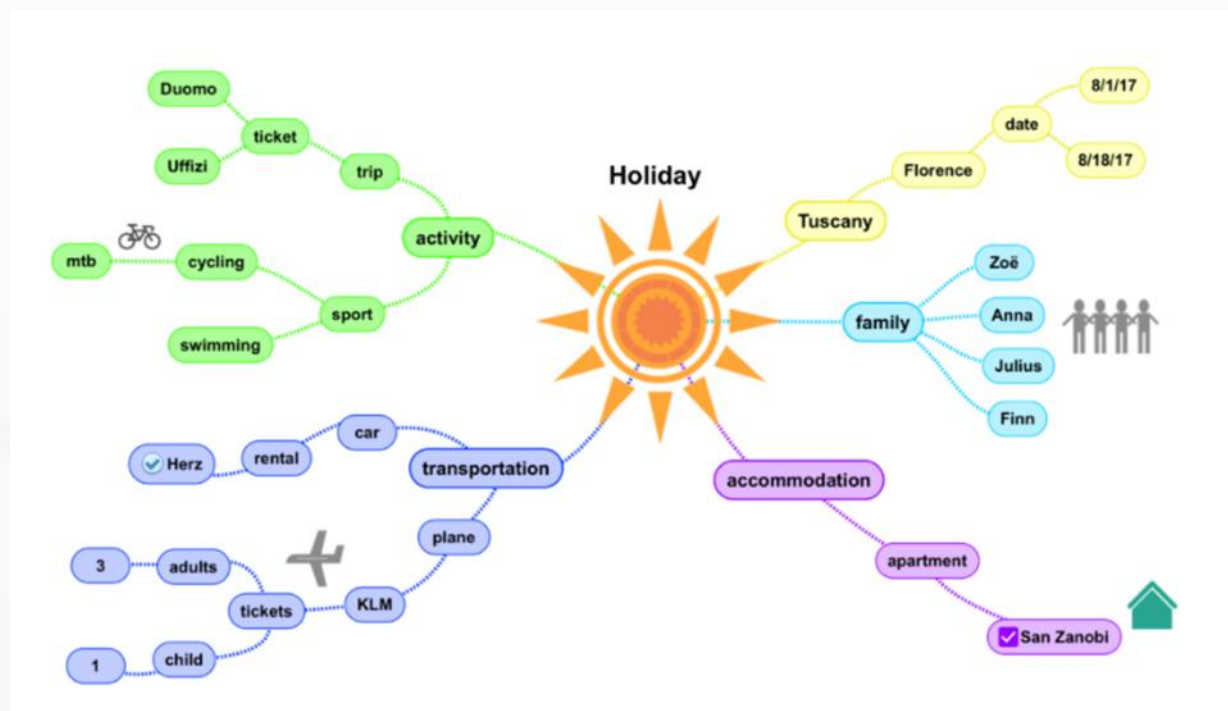 Holiday
Tuscany
Florence
date
8/1/17
8/18/17
family
Zoë
Anna
Julius
Finn
accommodation
apartment
San Zanobi
transportation
car
rental
Herz
plane
KLM
tickets
adults
3
child
1
activity
trip
ticket
Duomo
Uffizi
sport
cycling
mtb
swimming